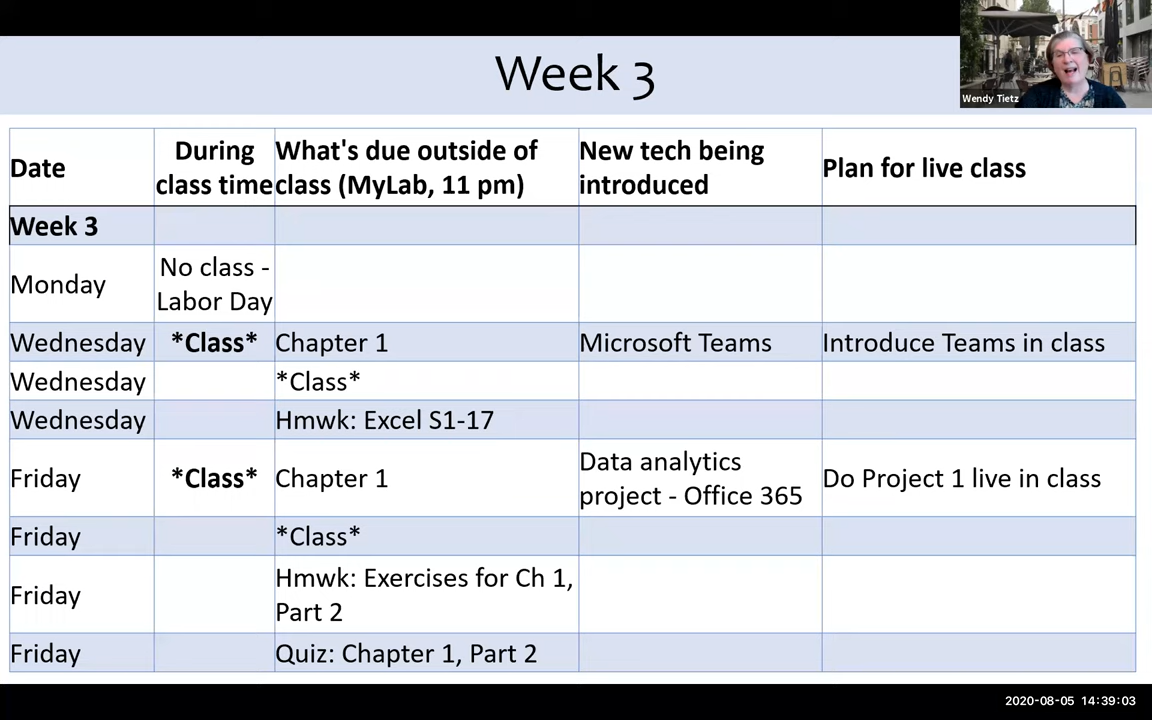 Week 3
Wendy Tietz
Date
During
class time
What's due outside of
class (MyLab, 11 pm)
New tech being
introduced
Plan for live class
Week 3
Monday
No class -
Labor Day
Wednesday
*Class*
Chapter 1
Microsoft Teams
Introduce Teams in class
Wednesday
*Class*
Wednesday
Hmwk: Excel S1-17
Friday
*Class*
Chapter 1
Data analytics
project - Office 365
Do Project 1 live in class
Friday
*Class*
Friday
Hmwk: Exercises for Ch 1,
Part 2
Friday
Quiz: Chapter 1, Part 2
2020-08-05 14:39:03